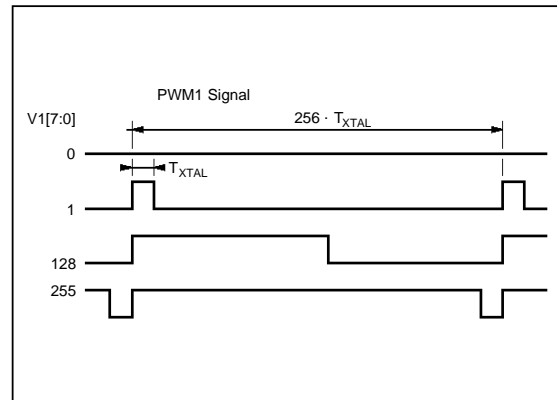 PWM1 Signal
V1[7:0]
256 · TXTAL
0
TXTAL
1
128
255